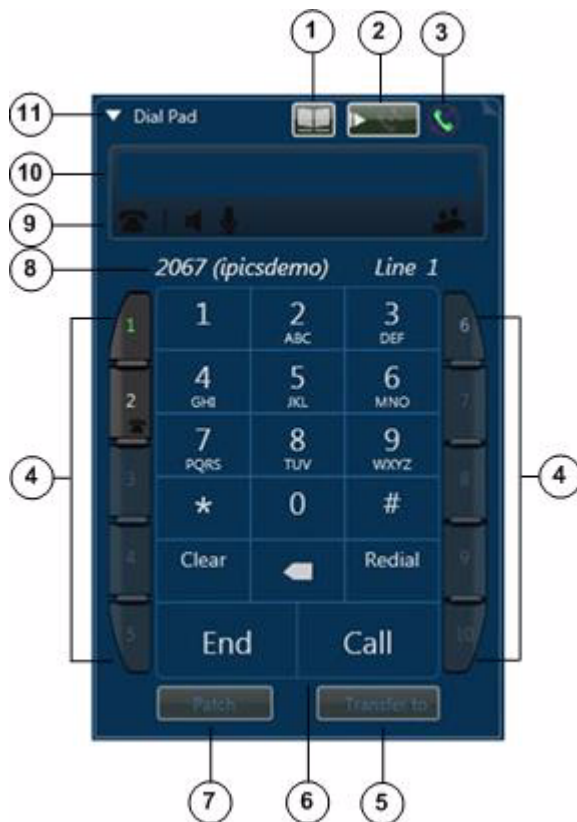 1 2 3
11 Dial Pad
10
9
8 2067 (ipicsdemo) Line 1
1 1 2 ABC 3 DEF 6
2 4 GHI 5 JKL 6 MNO 7
4 4
7 PQRS 8 TUV 9 WXYZ
3 8
* 0 #
4 Clear Redial 9
5 End Call 10
Patch Transfer to
7 6 5